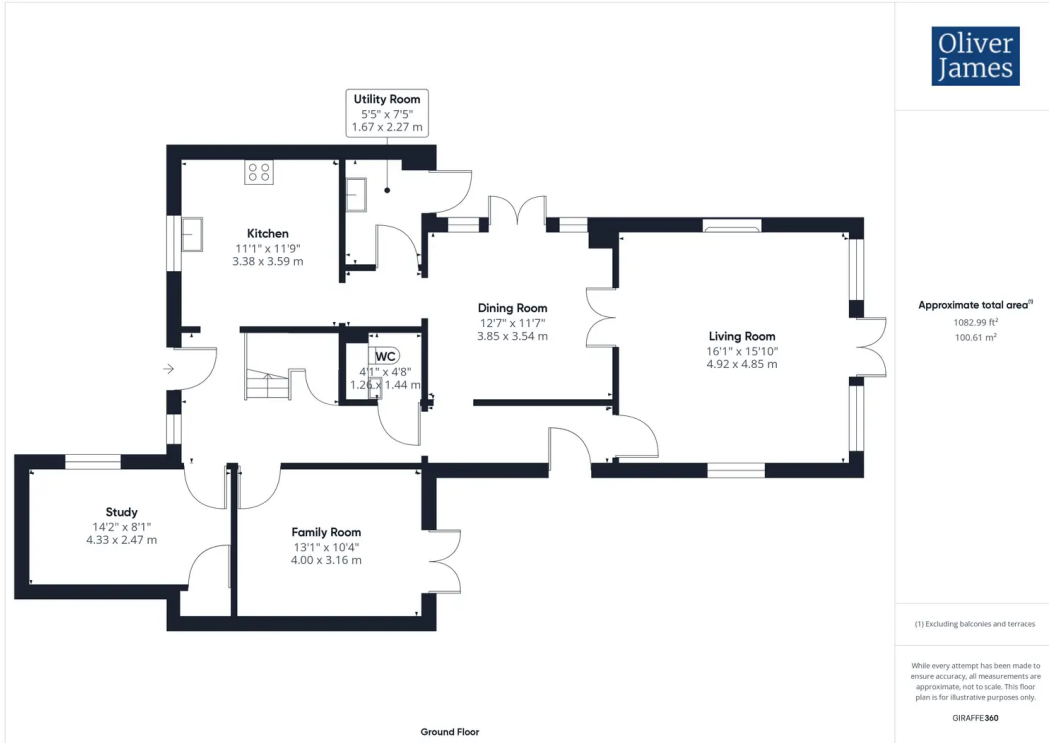 Oliver
James
Utility Room
5'5" x 7'5"
1.67 x 2.27 m
Kitchen
11'1" x 11'9"
3.38 x 3.59 m
Dining Room
12'7" x 11'7"
3.85 x 3.54 m
Living Room
16'1" x 15'10"
4.92 x 4.85 m
WC
4'1" x 4'8"
1.26 x 1.44 m
Study
14'2" x 8'1"
4.33 x 2.47 m
Family Room
13'1" x 10'4"
4.00 x 3.16 m
Ground Floor
Approximate total area⁽¹⁾
1082.99 ft²
100.61 m²
(1) Excluding balconies and terraces
While every attempt has been made to
ensure accuracy, all measurements are
approximate, not to scale. This floor
plan is for illustrative purposes only.
GIRAFFE360